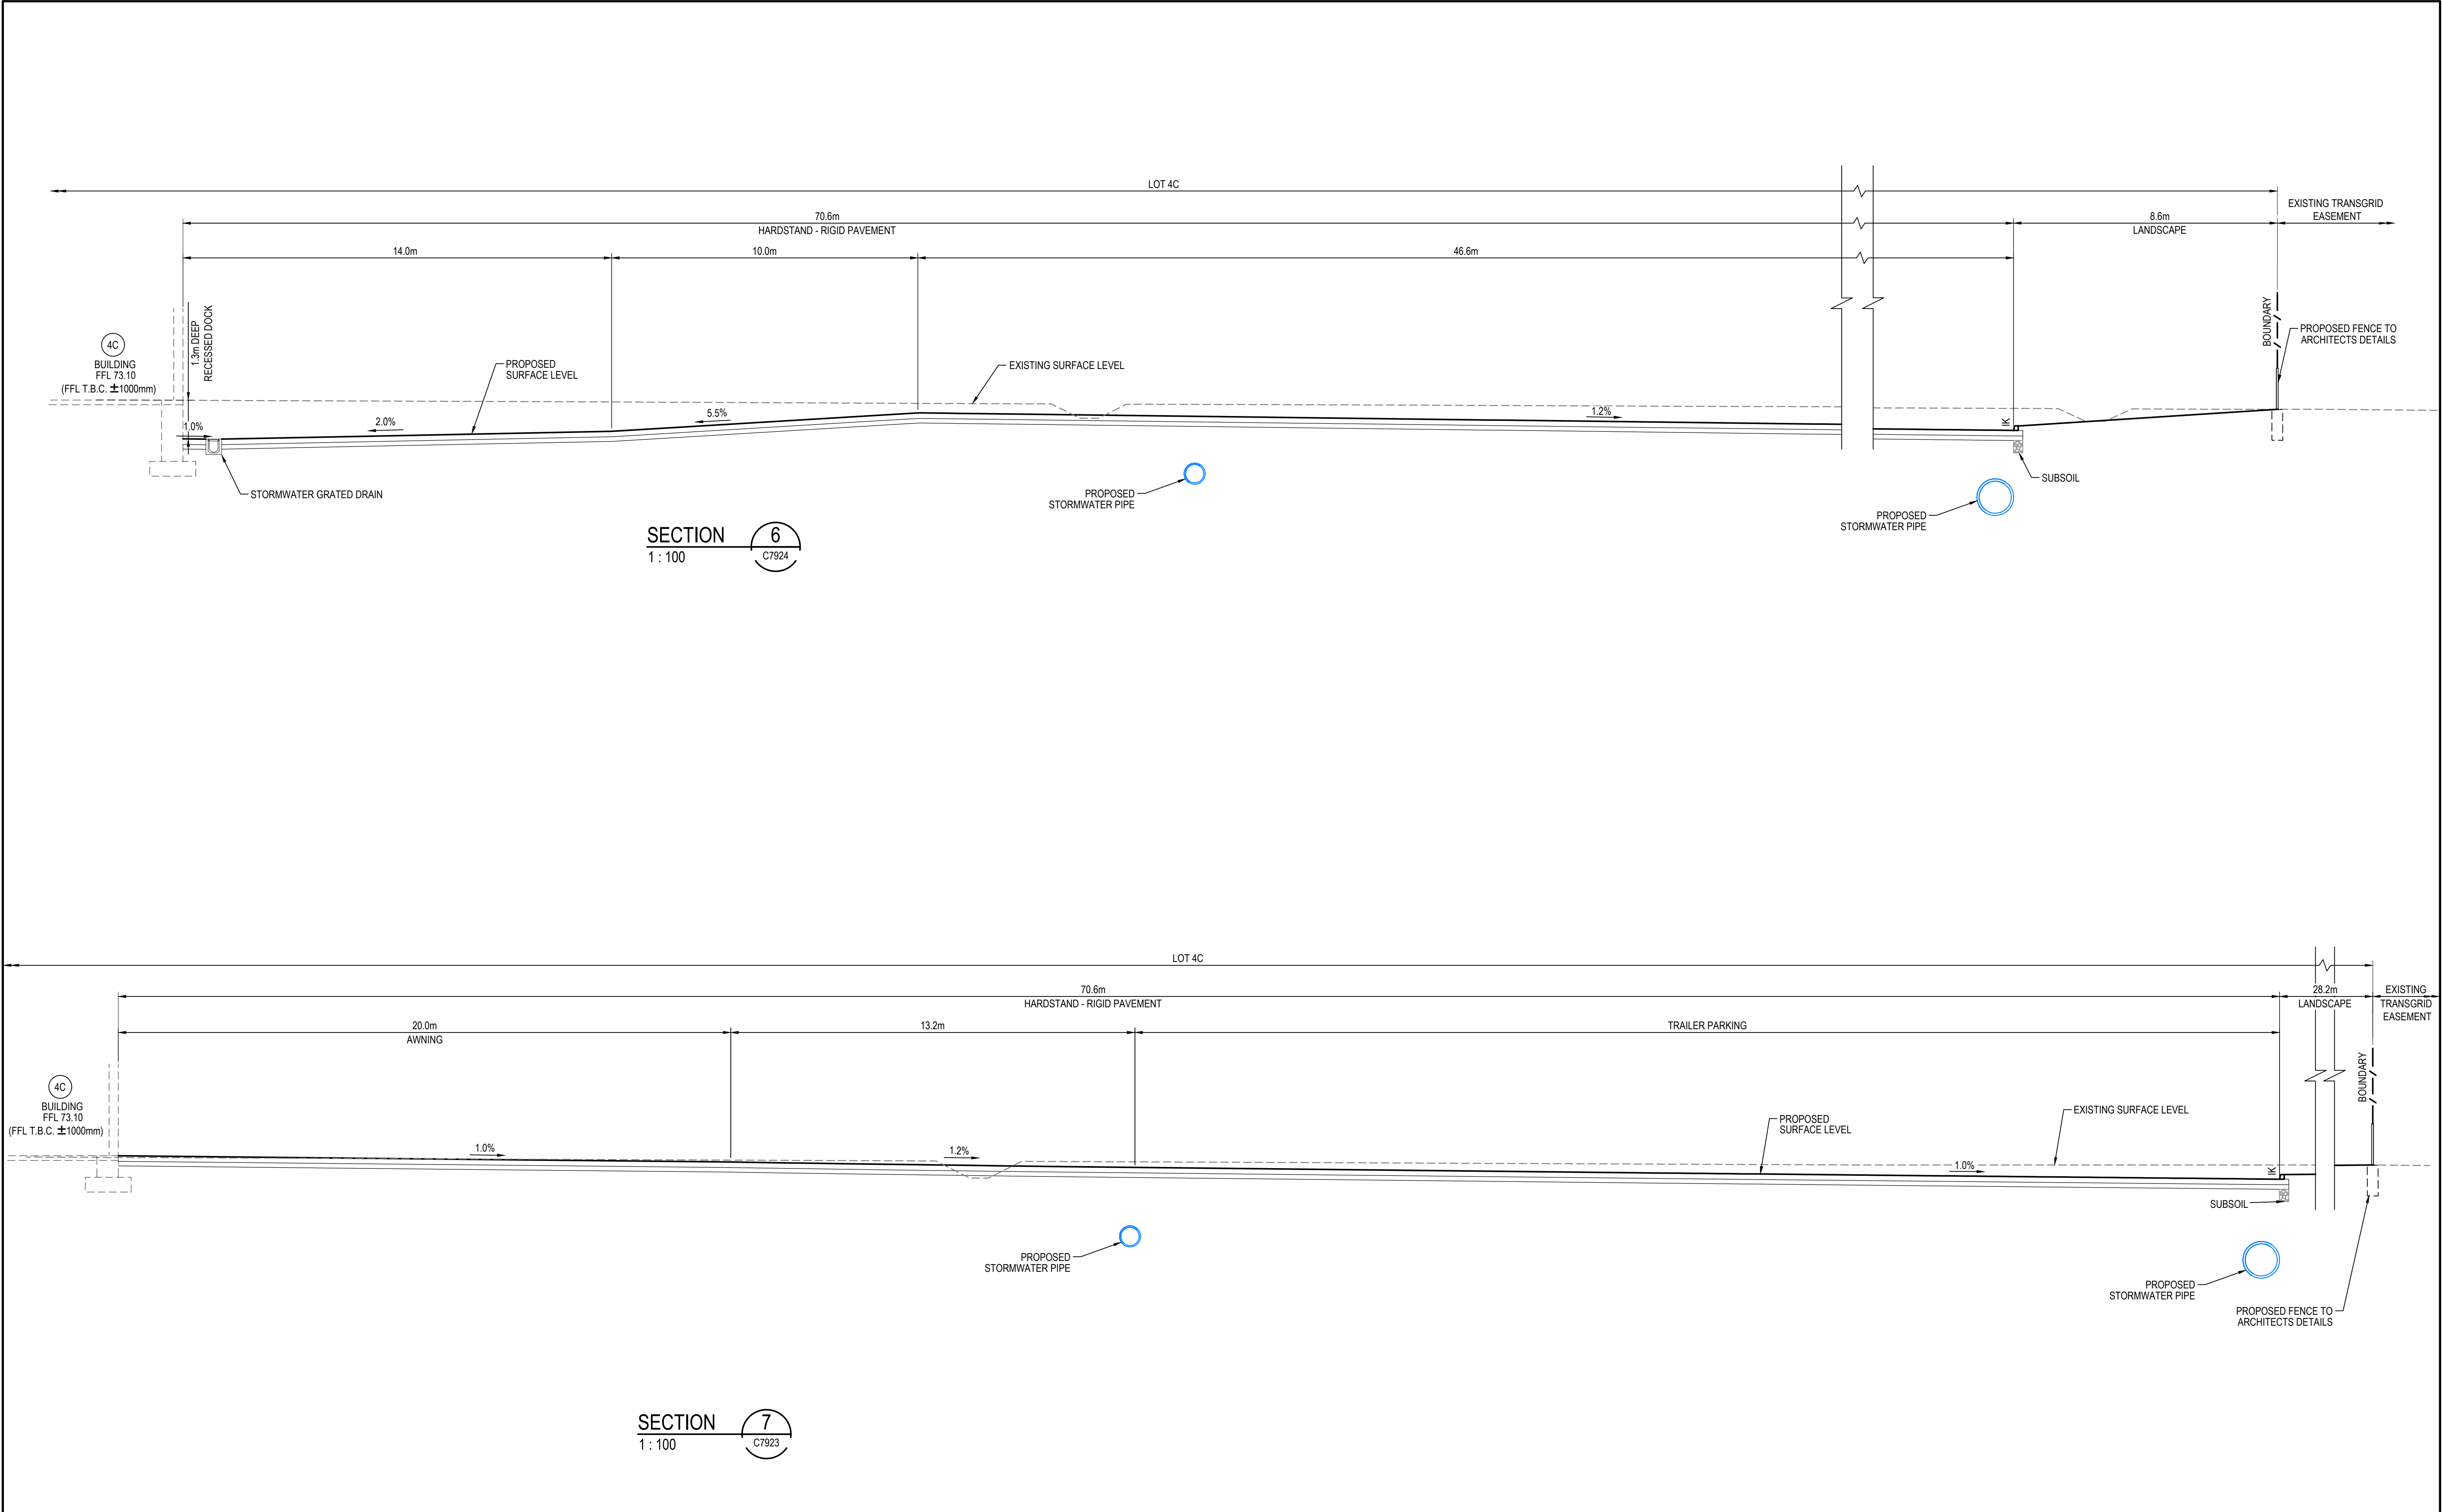 LOT 4C
70.6m
HARDSTAND - RIGID PAVEMENT
8.6m
LANDSCAPE
EXISTING TRANSGRID
EASEMENT
14.0m
10.0m
46.6m
4C
BUILDING
FFL 73.10
(FFL T.B.C. ±1000mm)
1.3m DEEP
RECESSED DOCK
PROPOSED
SURFACE LEVEL
EXISTING SURFACE LEVEL
BOUNDARY
PROPOSED FENCE TO
ARCHITECTS DETAILS
1.0%
2.0%
5.5%
1.2%
IK
STORMWATER GRATED DRAIN
PROPOSED
STORMWATER PIPE
SUBSOIL
PROPOSED
STORMWATER PIPE
SECTION
1 : 100
6
C7924
LOT 4C
70.6m
HARDSTAND - RIGID PAVEMENT
28.2m
LANDSCAPE
EXISTING
TRANSGRID
EASEMENT
20.0m
AWNING
13.2m
TRAILER PARKING
4C
BUILDING
FFL 73.10
(FFL T.B.C. ±1000mm)
BOUNDARY
PROPOSED
SURFACE LEVEL
EXISTING SURFACE LEVEL
1.0%
1.2%
1.0%
IK
SUBSOIL
PROPOSED
STORMWATER PIPE
PROPOSED
STORMWATER PIPE
PROPOSED FENCE TO
ARCHITECTS DETAILS
SECTION
1 : 100
7
C7923